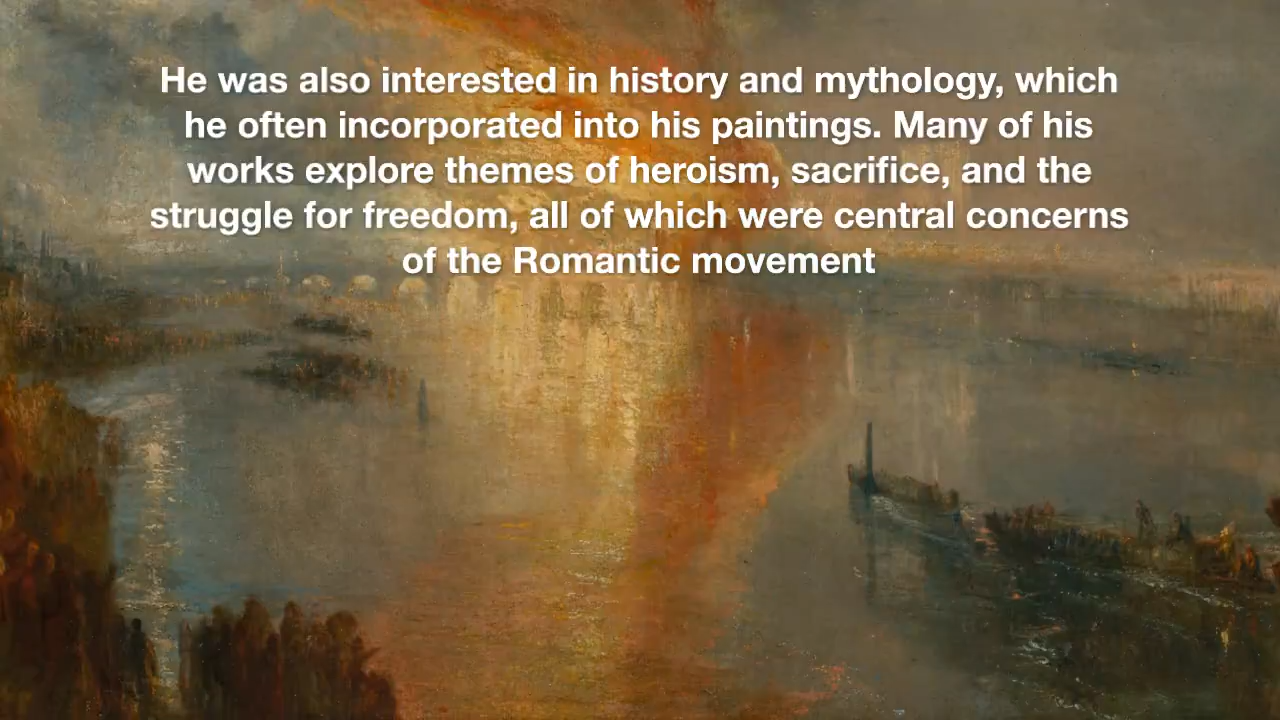 He was also interested in history and mythology, which
he often incorporated into his paintings. Many of his
works explore themes of heroism, sacrifice, and the
struggle for freedom, all of which were central concerns
of the Romantic movement